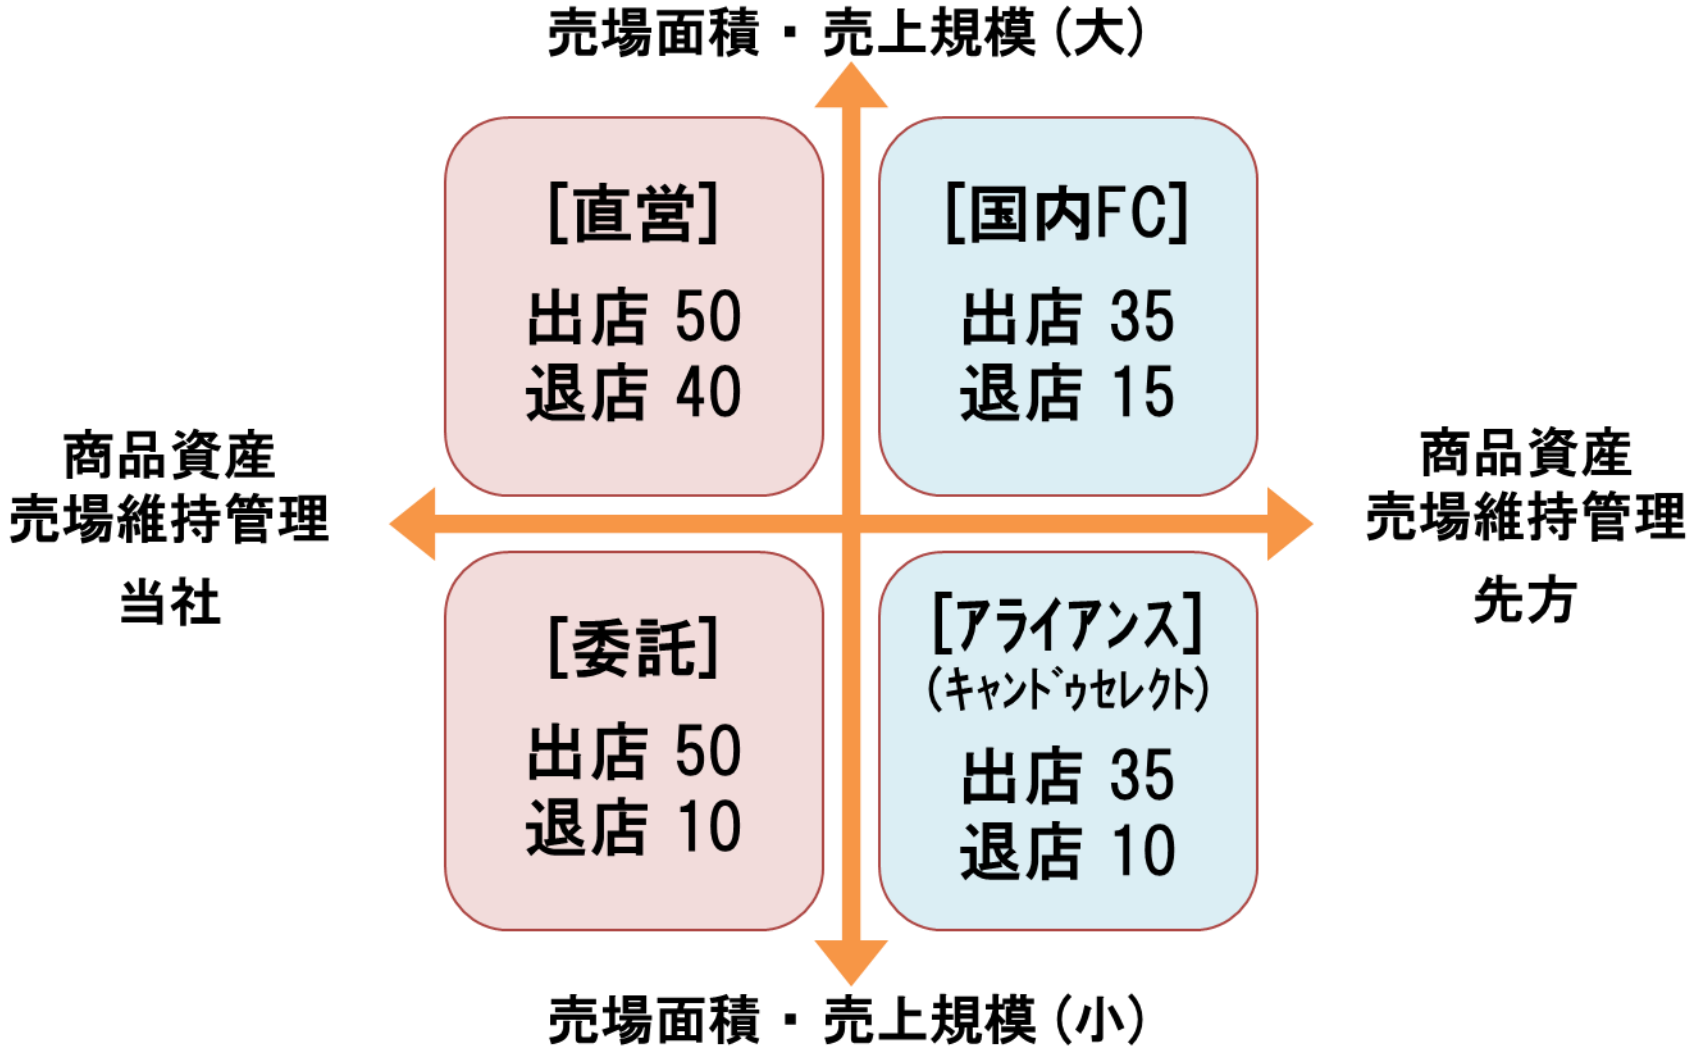 売場面積・売上規模(大)
[直営]
出店 50
退店 40
[国内FC]
出店 35
退店 15
商品資産
売場維持管理
当社
商品資産
売場維持管理
先方
[委託]
出店 50
退店 10
[アライアンス]
(キャンドゥセレクト)
出店 35
退店 10
売場面積・売上規模(小)